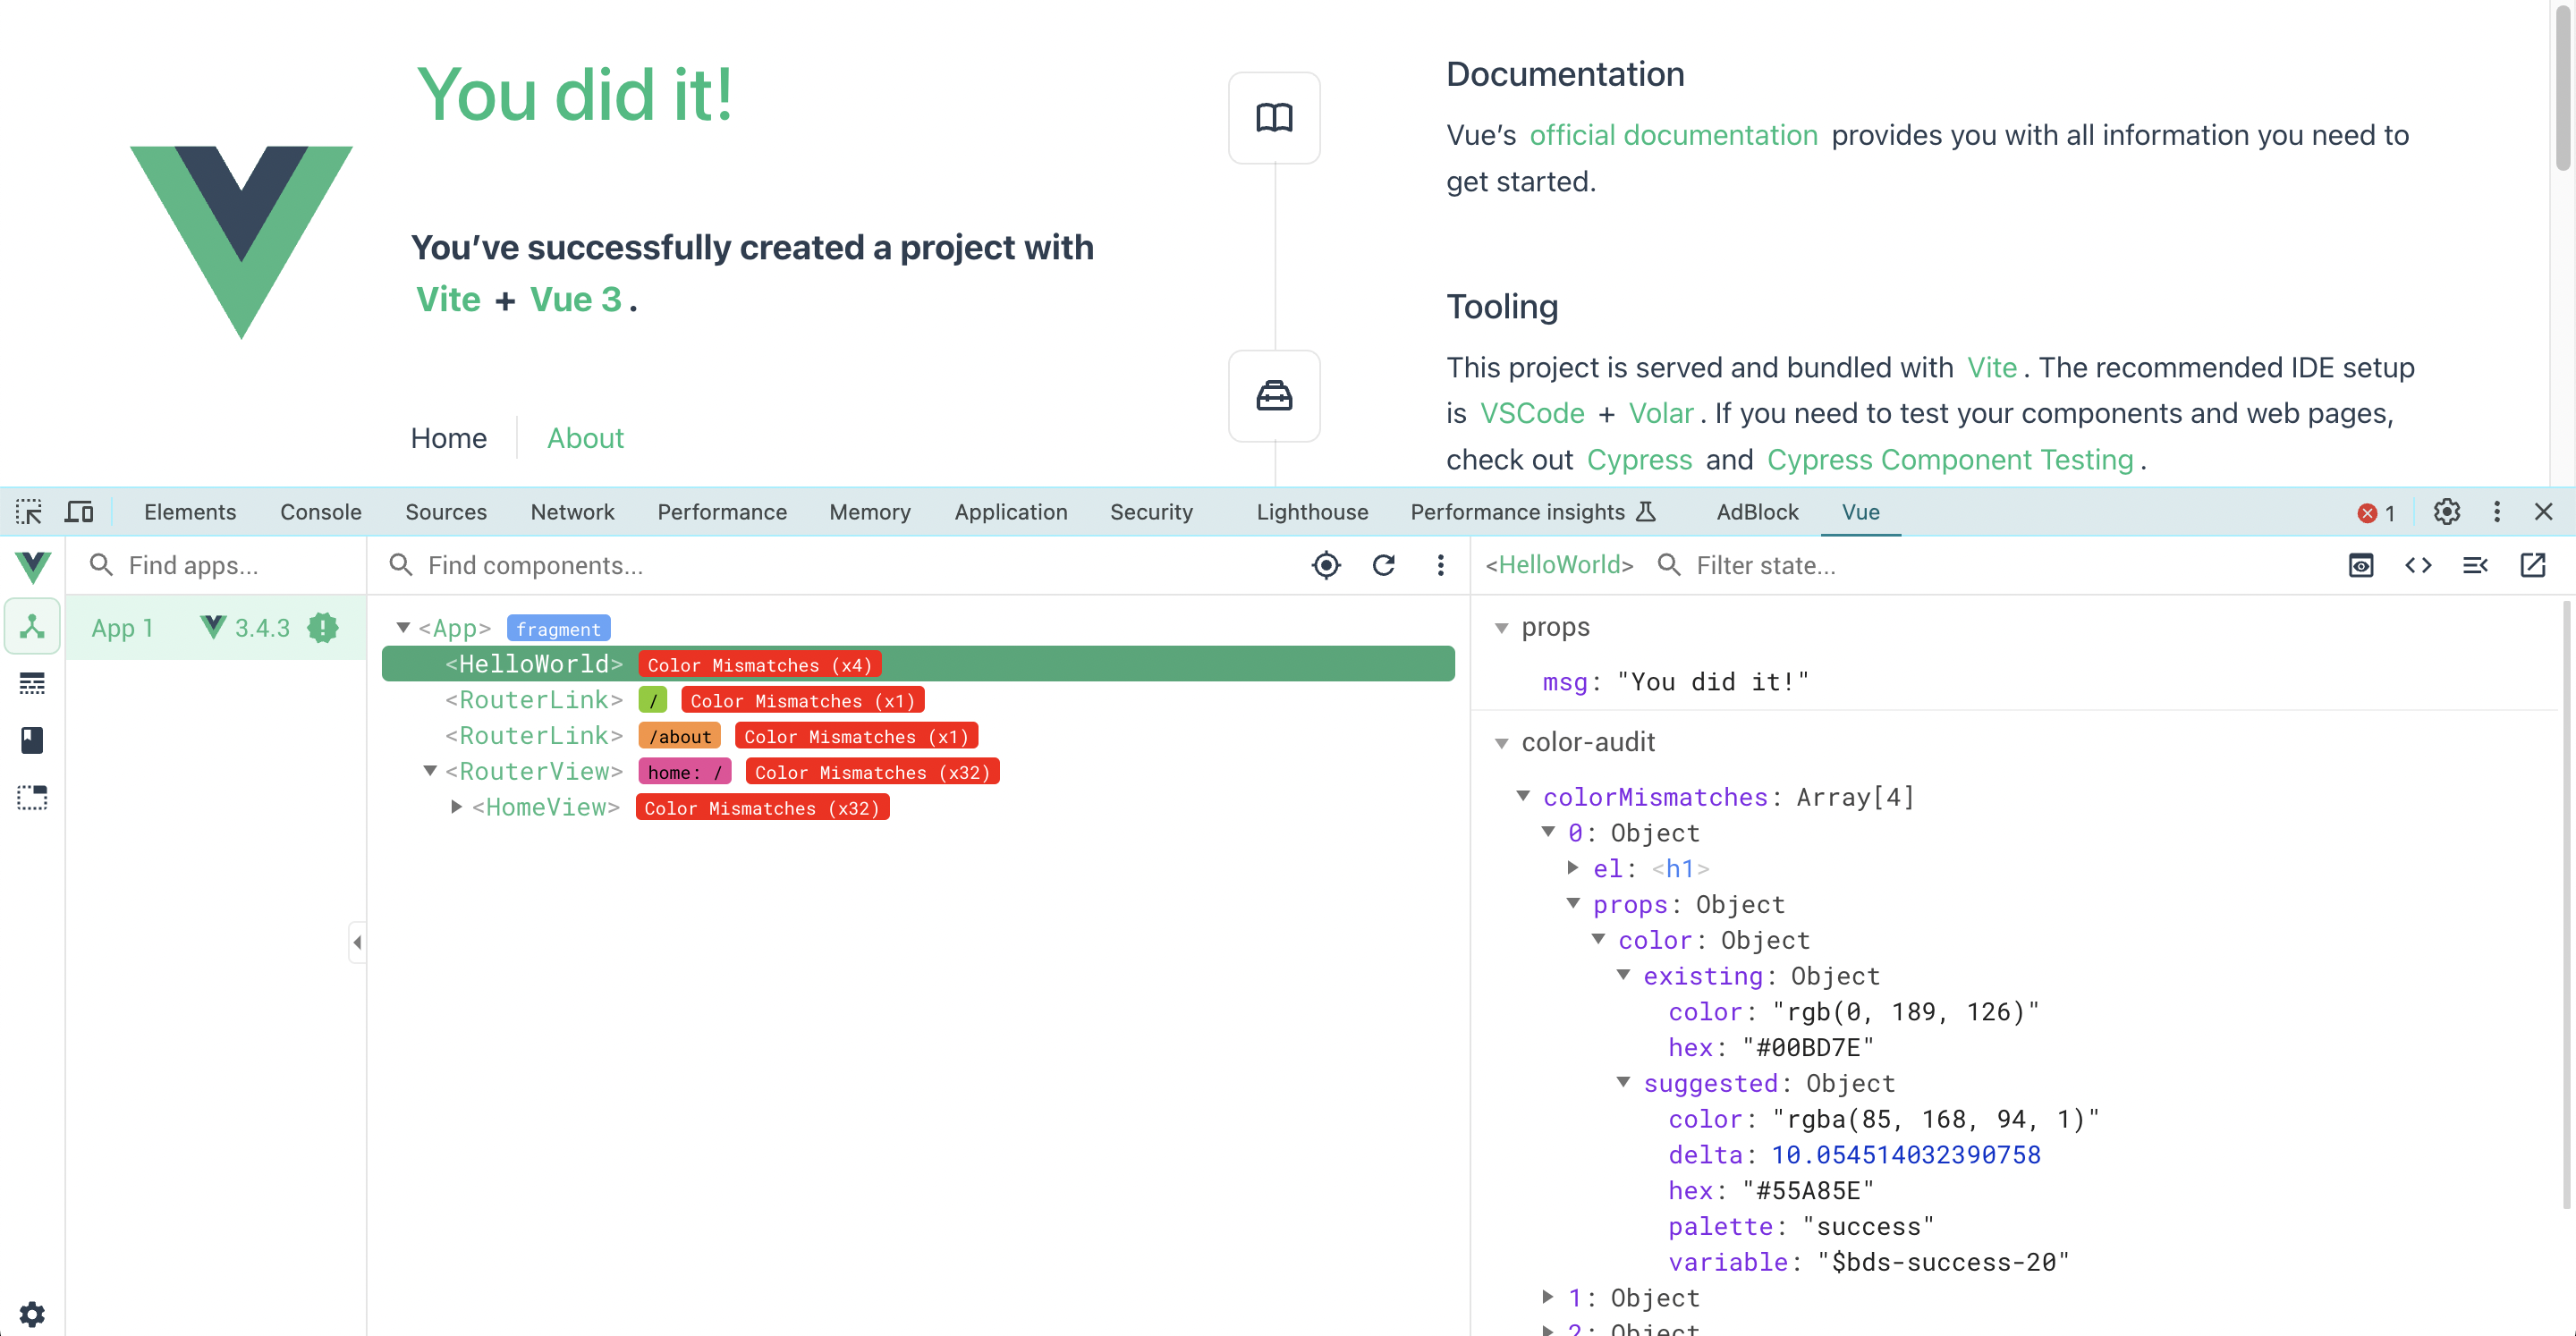 You did it!
You’ve successfully created a project with
Vite + Vue 3.
Home
About
Documentation
Vue’s official documentation provides you with all information you need to
get started.
Tooling
This project is served and bundled with Vite. The recommended IDE setup
is VSCode + Volar. If you need to test your components and web pages,
check out Cypress and Cypress Component Testing.
Elements Console Sources Network Performance Memory Application Security Lighthouse Performance insights AdBlock Vue 1
Find apps...
Find components...
<HelloWorld> Filter state...
App 1 3.4.3
<App> fragment
<HelloWorld> Color Mismatches (x4)
<RouterLink> / Color Mismatches (x1)
<RouterLink> /about Color Mismatches (x1)
<RouterView> home: / Color Mismatches (x32)
<HomeView> Color Mismatches (x32)
props
msg: "You did it!"
color-audit
colorMismatches: Array[4]
0: Object
el: <h1>
props: Object
color: Object
existing: Object
color: "rgb(0, 189, 126)"
hex: "#00BD7E"
suggested: Object
color: "rgba(85, 168, 94, 1)"
delta: 10.054514032390758
hex: "#55A85E"
palette: "success"
variable: "$bds-success-20"
1: Object
2: Object